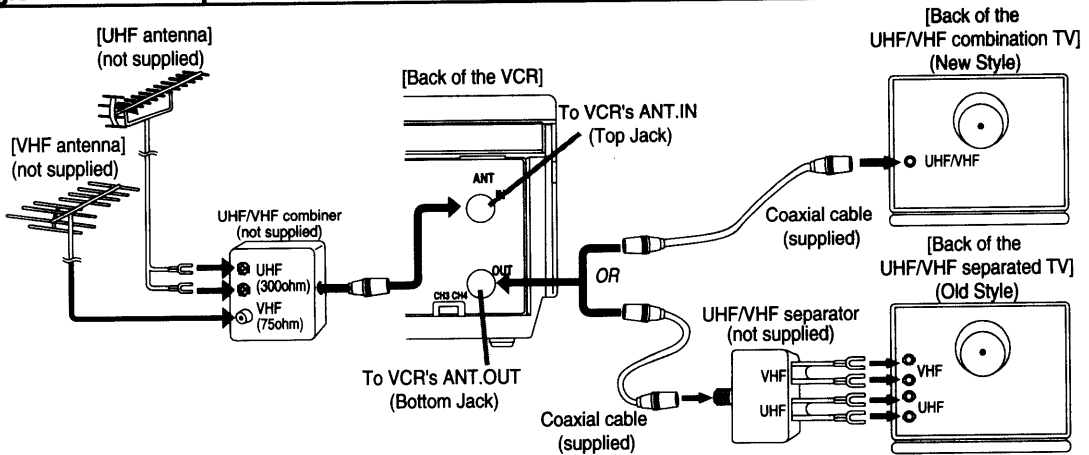 [UHF antenna]
(not supplied)
[VHF antenna]
(not supplied)
UHF/VHF combiner
(not supplied)
UHF
(300ohm)
VHF
(75ohm)
[Back of the VCR]
To VCR's ANT.IN
(Top Jack)
ANT
IN
OUT
CH3 CH4
To VCR's ANT.OUT
(Bottom Jack)
OR
Coaxial cable
(supplied)
[Back of the
UHF/VHF combination TV]
(New Style)
UHF/VHF
Coaxial cable
(supplied)
UHF/VHF separator
(not supplied)
VHF
UHF
[Back of the
UHF/VHF separated TV]
(Old Style)
VHF
UHF